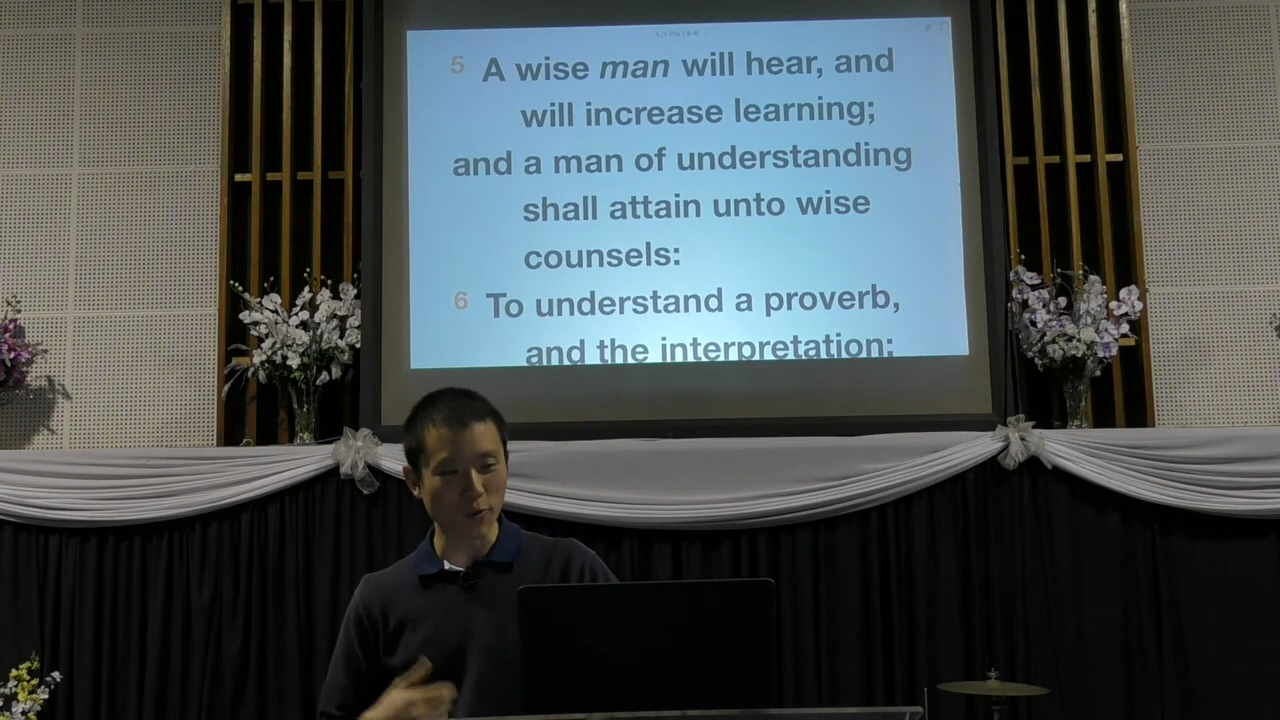 5 A wise man will hear, and
will increase learning;
and a man of understanding
shall attain unto wise
counsels:
6 To understand a proverb,
and the interpretation;